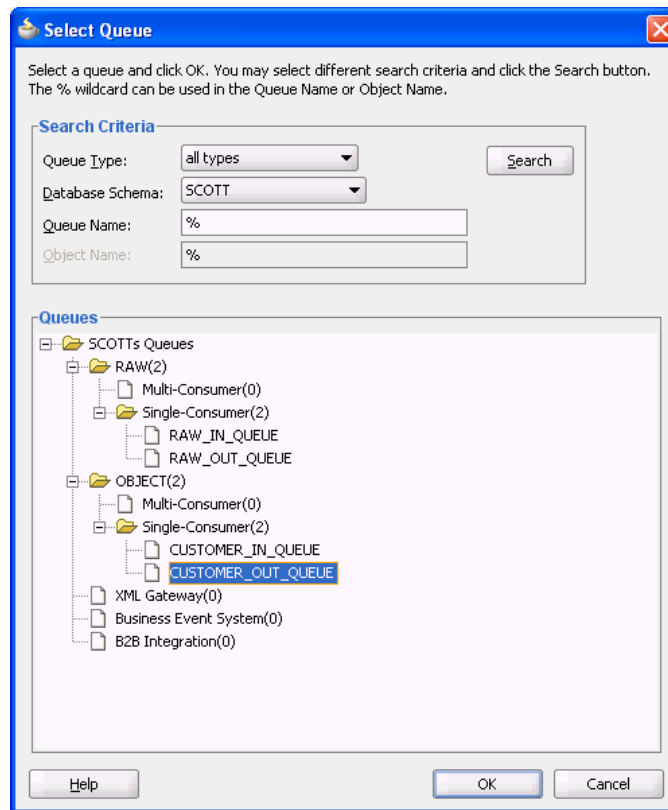 Select Queue
Select a queue and click OK. You may select different search criteria and click the Search button.
The % wildcard can be used in the Queue Name or Object Name.
Search Criteria
Queue Type: all types Search
Database Schema: SCOTT
Queue Name: %
Object Name: %
Queues
SCOTTs Queues
RAW(2)
Multi-Consumer(0)
Single-Consumer(2)
RAW_IN_QUEUE
RAW_OUT_QUEUE
OBJECT(2)
Multi-Consumer(0)
Single-Consumer(2)
CUSTOMER_IN_QUEUE
CUSTOMER_OUT_QUEUE
XML Gateway(0)
Business Event System(0)
B2B Integration(0)
Help OK Cancel